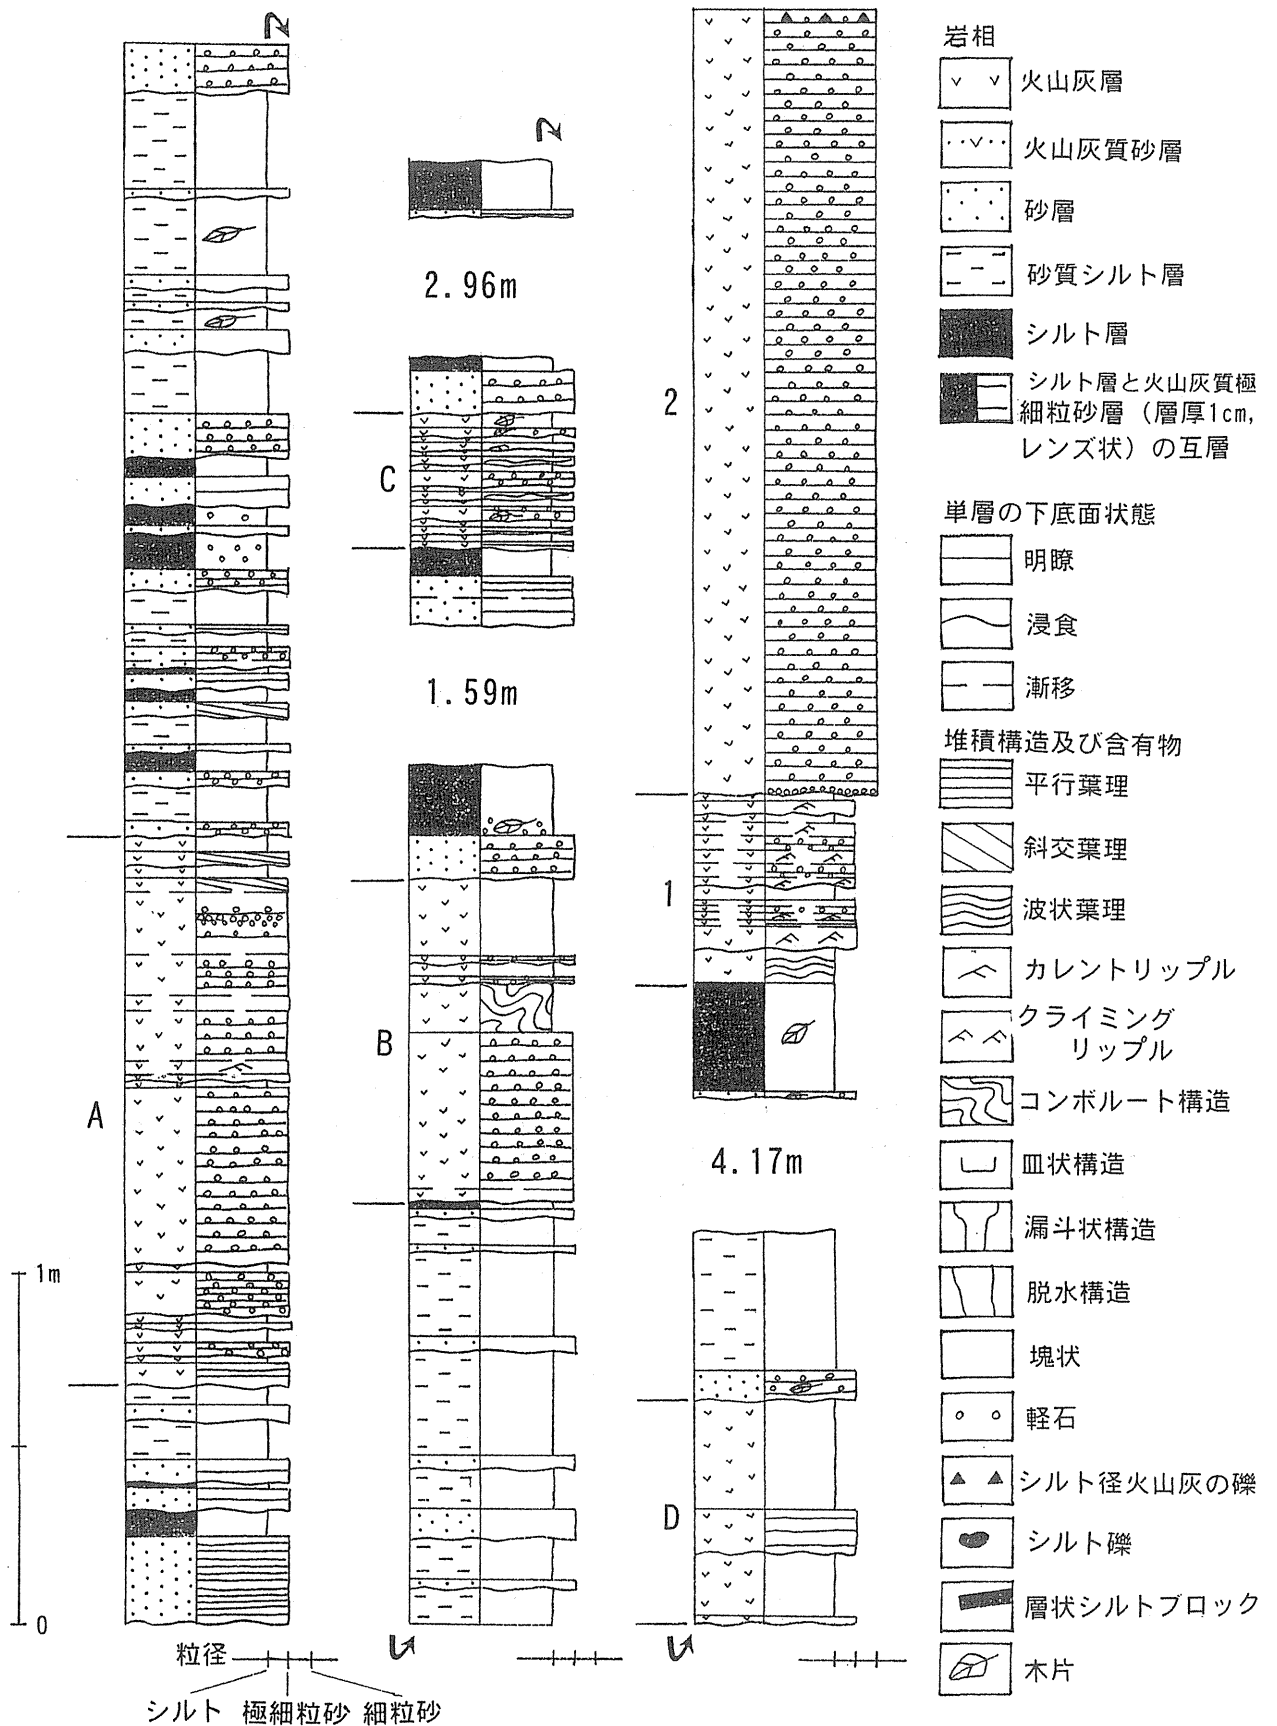 A
1m
0
粒径
シルト 極細粒砂 細粒砂
2.96m
C
1.59m
B
2
1
4.17m
D
岩相
火山灰層
火山灰質砂層
砂層
砂質シルト層
シルト層
シルト層と火山灰質極
細粒砂層（層厚1cm,
レンズ状）の互層
単層の下底面状態
明瞭
浸食
漸移
堆積構造及び含有物
平行葉理
斜交葉理
波状葉理
カレントリップル
クライミング
リップル
コンボルート構造
皿状構造
漏斗状構造
脱水構造
塊状
軽石
シルト径火山灰の礫
シルト礫
層状シルトブロック
木片